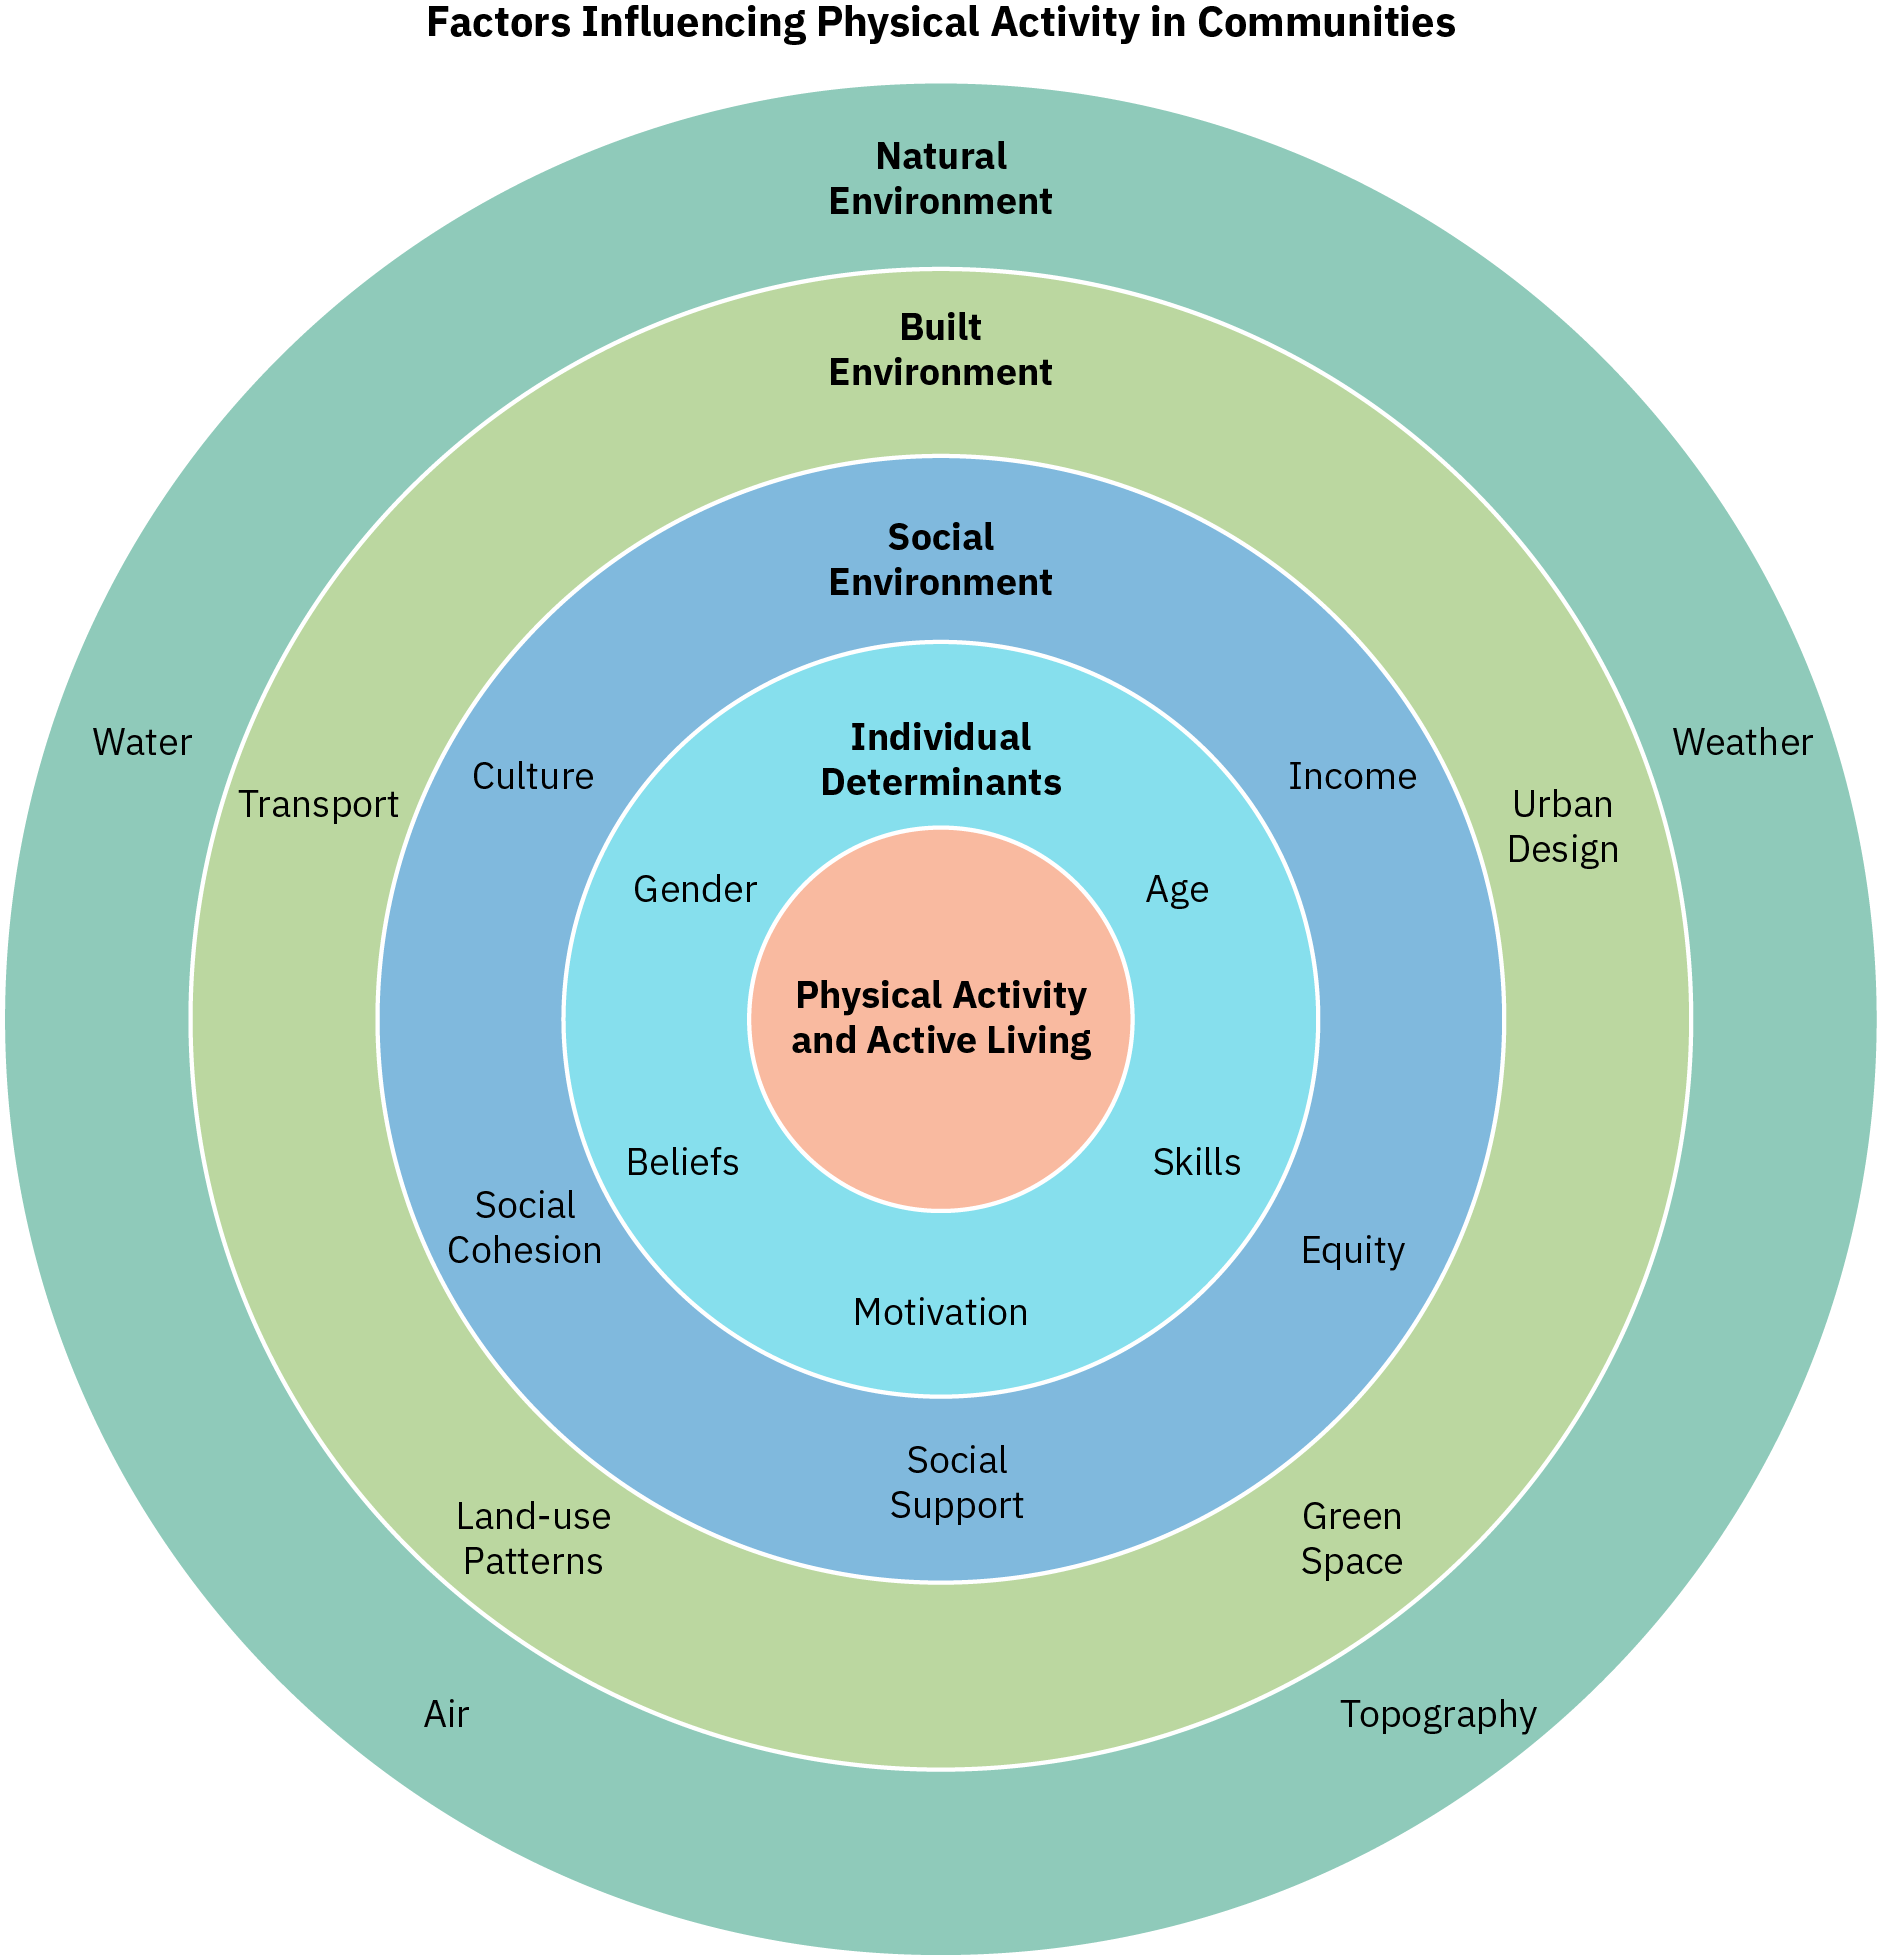 Factors Influencing Physical Activity in Communities
Natural
Environment
Built
Environment
Social
Environment
Individual
Determinants
Water
Weather
Transport
Culture
Income
Urban
Design
Gender
Age
Physical Activity
and Active Living
Beliefs
Skills
Social
Cohesion
Equity
Motivation
Social
Support
Land-use
Patterns
Green
Space
Air
Topography